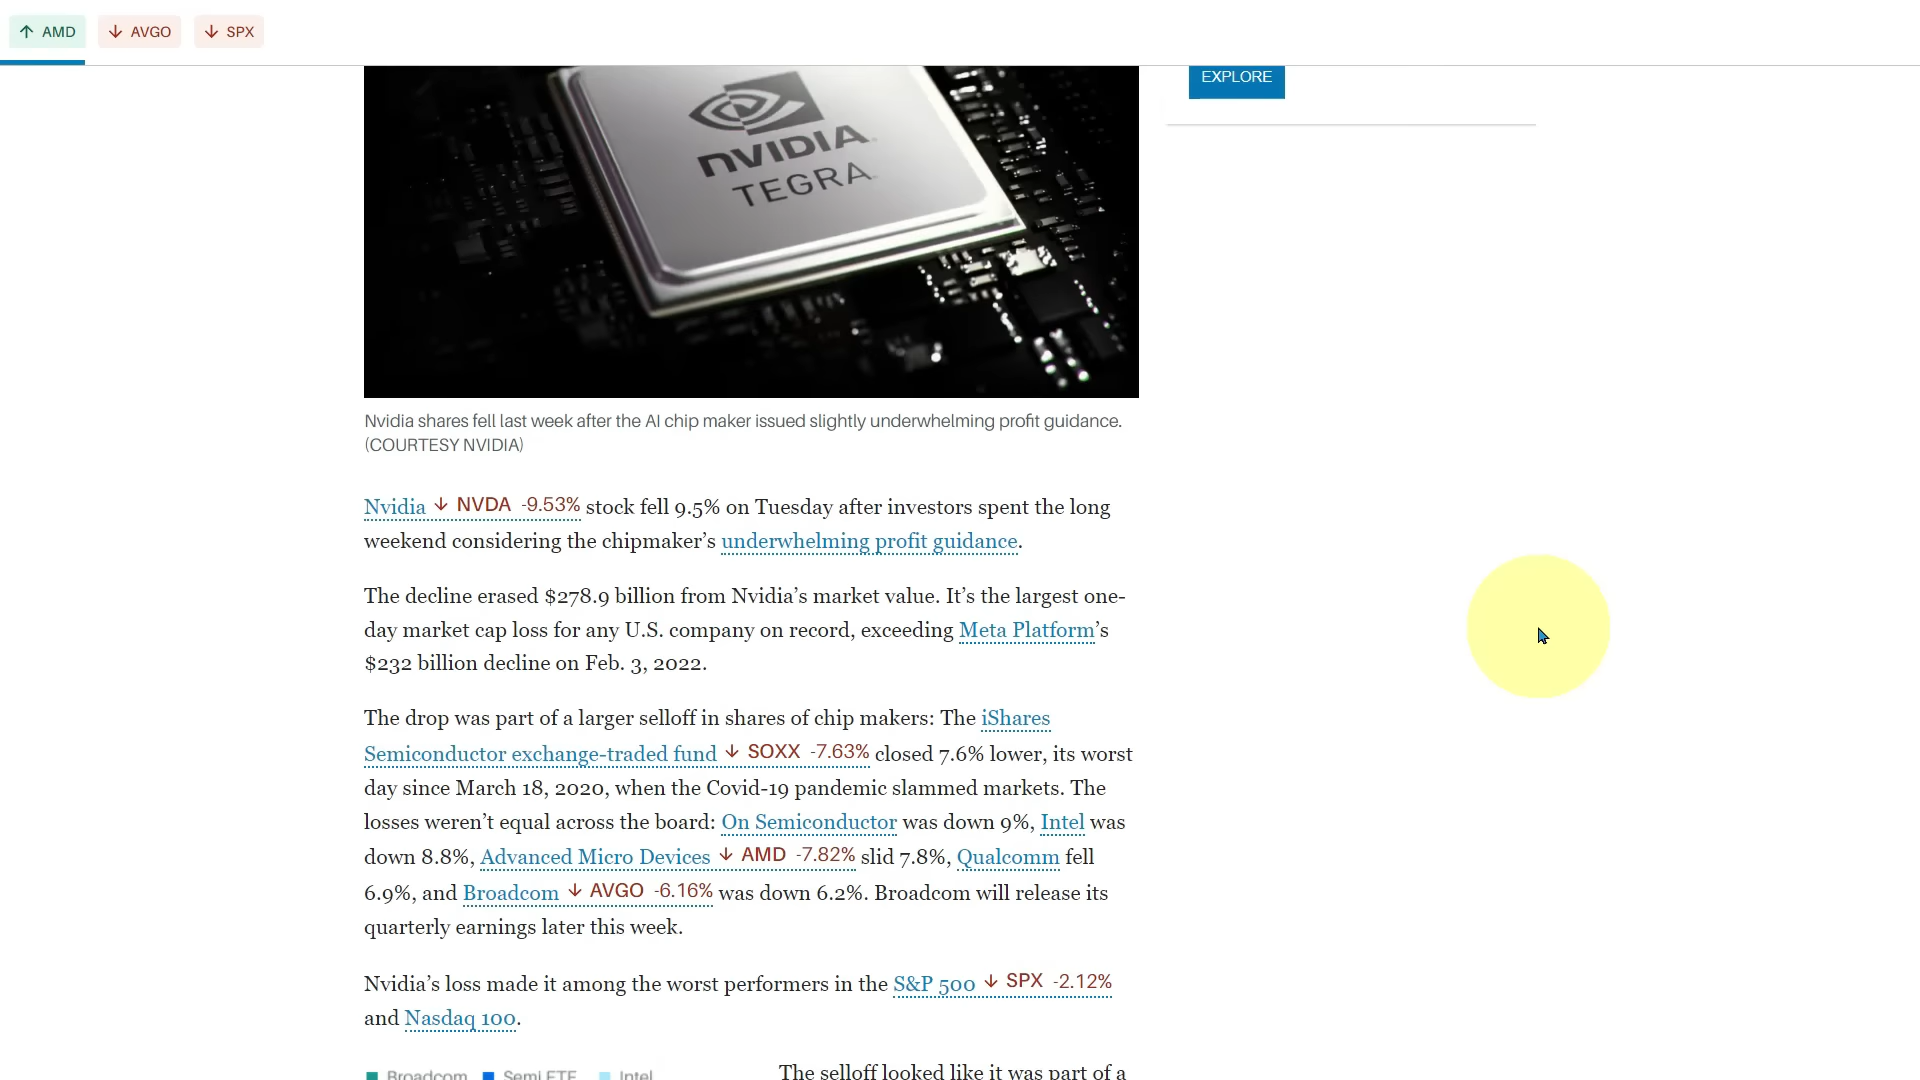 AMD AVGO SPX
EXPLORE
NVIDIA
TEGRA
Nvidia shares fell last week after the AI chip maker issued slightly underwhelming profit guidance.
(COURTESY NVIDIA)
Nvidia NVDA -9.53% stock fell 9.5% on Tuesday after investors spent the long
weekend considering the chipmaker’s underwhelming profit guidance.
The decline erased $278.9 billion from Nvidia’s market value. It’s the largest one-
day market cap loss for any U.S. company on record, exceeding Meta Platform’s
$232 billion decline on Feb. 3, 2022.
The drop was part of a larger selloff in shares of chip makers: The iShares
Semiconductor exchange-traded fund SOXX -7.63% closed 7.6% lower, its worst
day since March 18, 2020, when the Covid-19 pandemic slammed markets. The
losses weren’t equal across the board: On Semiconductor was down 9%, Intel was
down 8.8%, Advanced Micro Devices AMD -7.82% slid 7.8%, Qualcomm fell
6.9%, and Broadcom AVGO -6.16% was down 6.2%. Broadcom will release its
quarterly earnings later this week.
Nvidia’s loss made it among the worst performers in the S&P 500 SPX -2.12%
and Nasdaq 100.
Broadcom Semi ETF Intel
The selloff looked like it was part of a